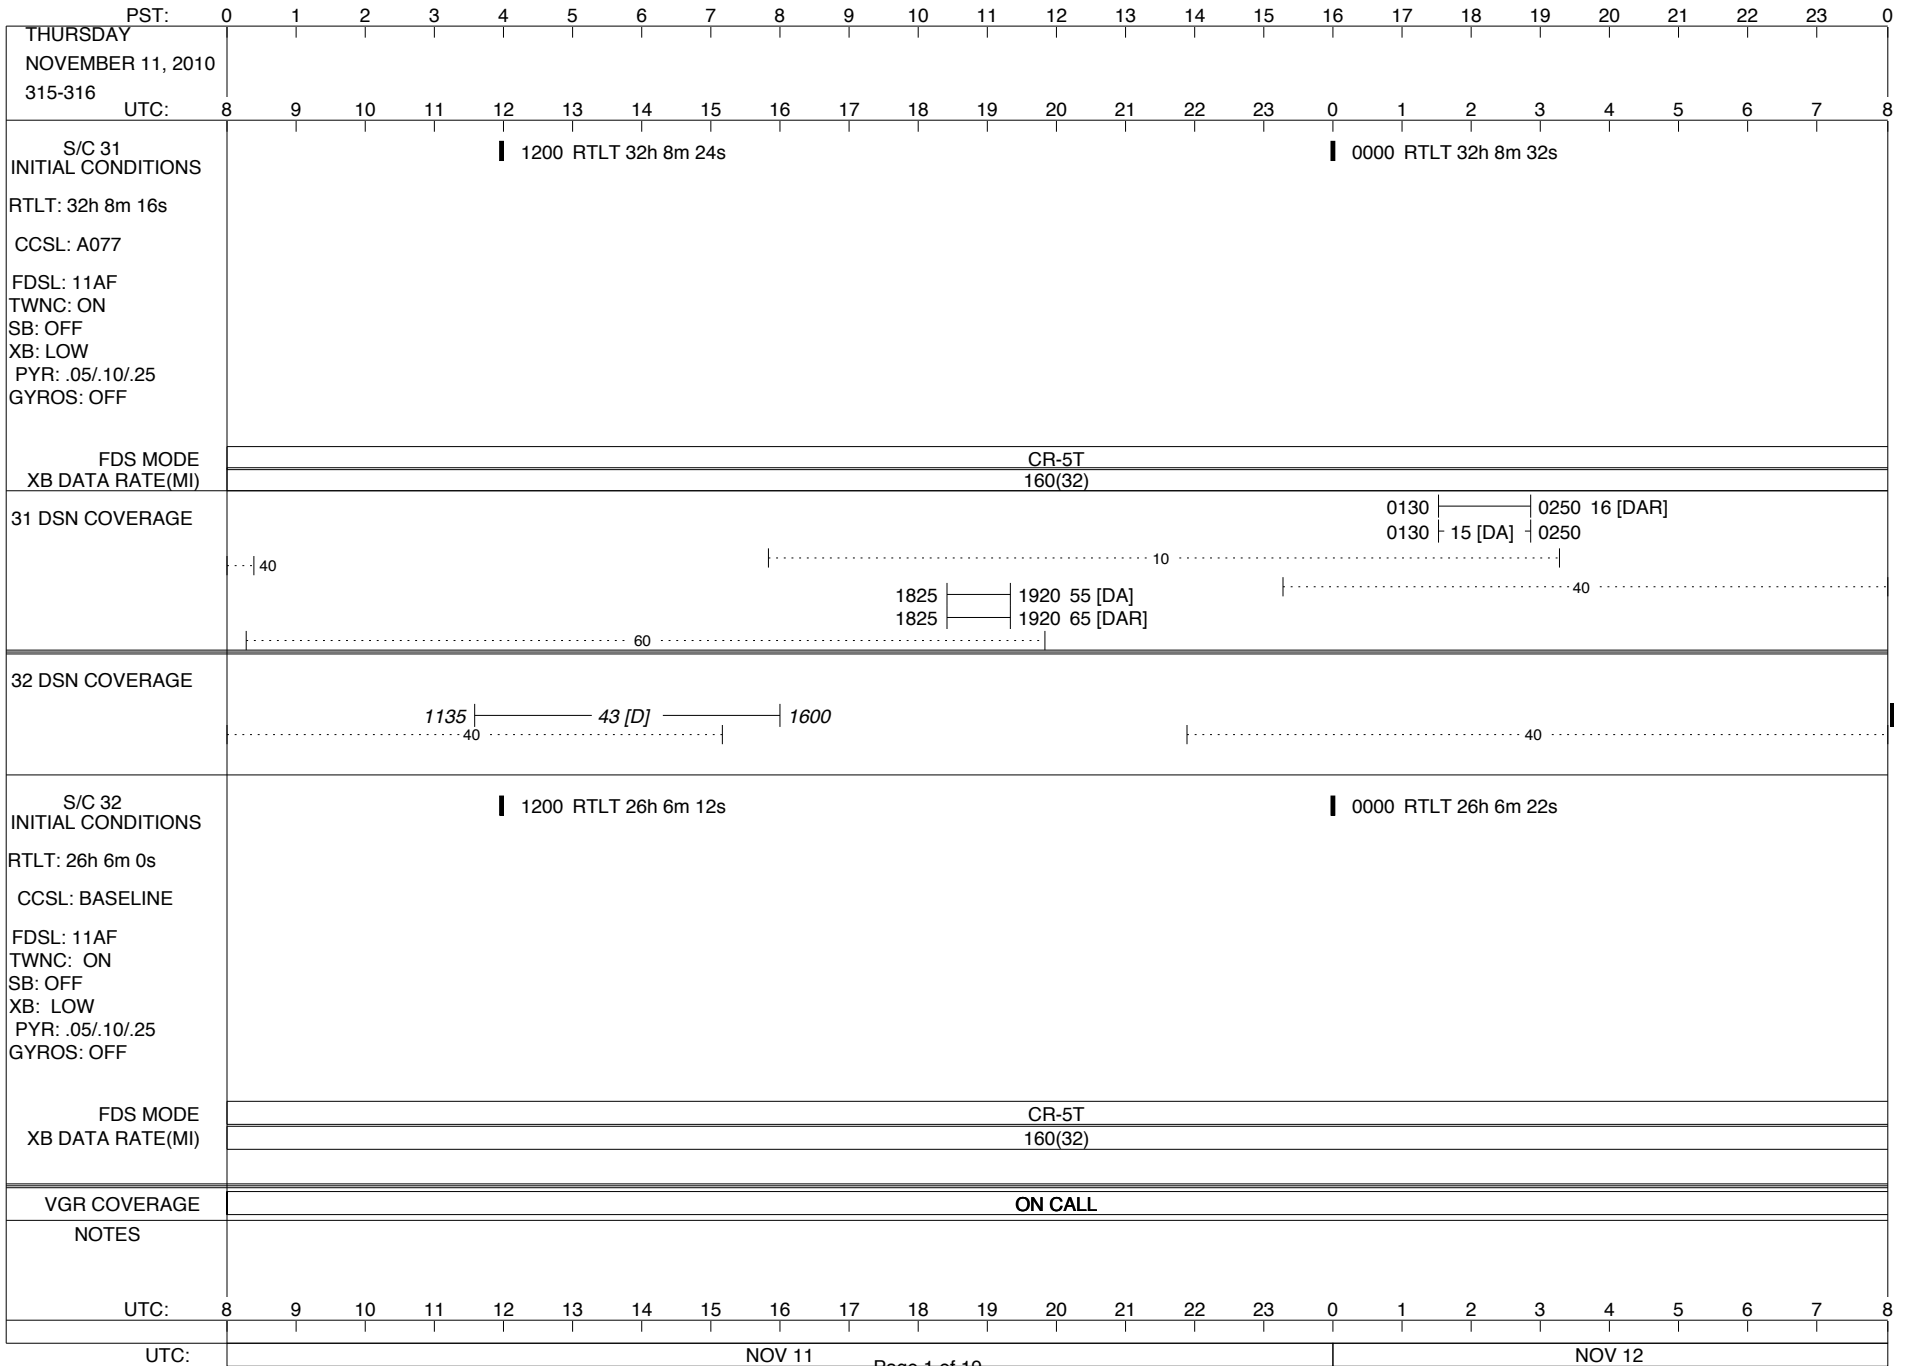 PST: 0 1 2 3 4 5 6 7 8 9 10 11 12 13 14 15 16 17 18 19 20 21 22 23 0
THURSDAY
NOVEMBER 11, 2010
315-316
UTC: 8 9 10 11 12 13 14 15 16 17 18 19 20 21 22 23 0 1 2 3 4 5 6 7 8
S/C 31
INITIAL CONDITIONS
1200 RTLT 32h 8m 24s
0000 RTLT 32h 8m 32s
RTLT: 32h 8m 16s
CCSL: A077
FDSL: 11AF
TWNC: ON
SB: OFF
XB: LOW
PYR: .05/.10/.25
GYROS: OFF
FDS MODE CR-5T
XB DATA RATE(MI) 160(32)
31 DSN COVERAGE
0130 0250 16 [DAR]
0130 15 [DA] 0250
40
10
40
1825 1920 55 [DA]
1825 1920 65 [DAR]
60
32 DSN COVERAGE
1135 43 [D] 1600
40
40
S/C 32
INITIAL CONDITIONS
1200 RTLT 26h 6m 12s
0000 RTLT 26h 6m 22s
RTLT: 26h 6m 0s
CCSL: BASELINE
FDSL: 11AF
TWNC: ON
SB: OFF
XB: LOW
PYR: .05/.10/.25
GYROS: OFF
FDS MODE CR-5T
XB DATA RATE(MI) 160(32)
VGR COVERAGE ON CALL
NOTES
UTC: 8 9 10 11 12 13 14 15 16 17 18 19 20 21 22 23 0 1 2 3 4 5 6 7 8
UTC: NOV 11 NOV 12
Page 1 of 19